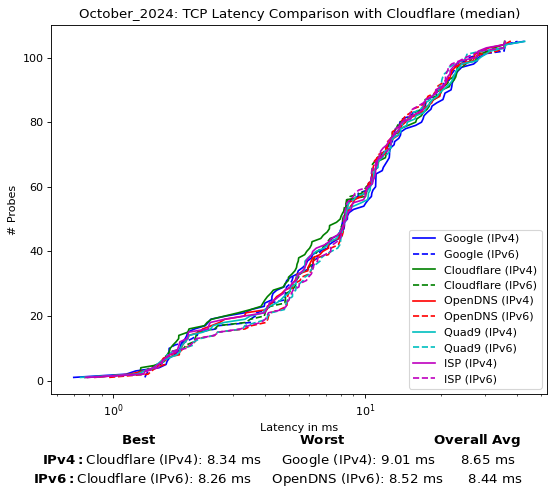 October_2024: TCP Latency Comparison with Cloudflare (median)
# Probes
100
80
60
40
20
0
10⁰
10¹
Latency in ms
Google (IPv4)
Google (IPv6)
Cloudflare (IPv4)
Cloudflare (IPv6)
OpenDNS (IPv4)
OpenDNS (IPv6)
Quad9 (IPv4)
Quad9 (IPv6)
ISP (IPv4)
ISP (IPv6)
Best Worst Overall Avg
IPv4: Cloudflare (IPv4): 8.34 ms Google (IPv4): 9.01 ms 8.65 ms
IPv6: Cloudflare (IPv6): 8.26 ms OpenDNS (IPv6): 8.52 ms 8.44 ms